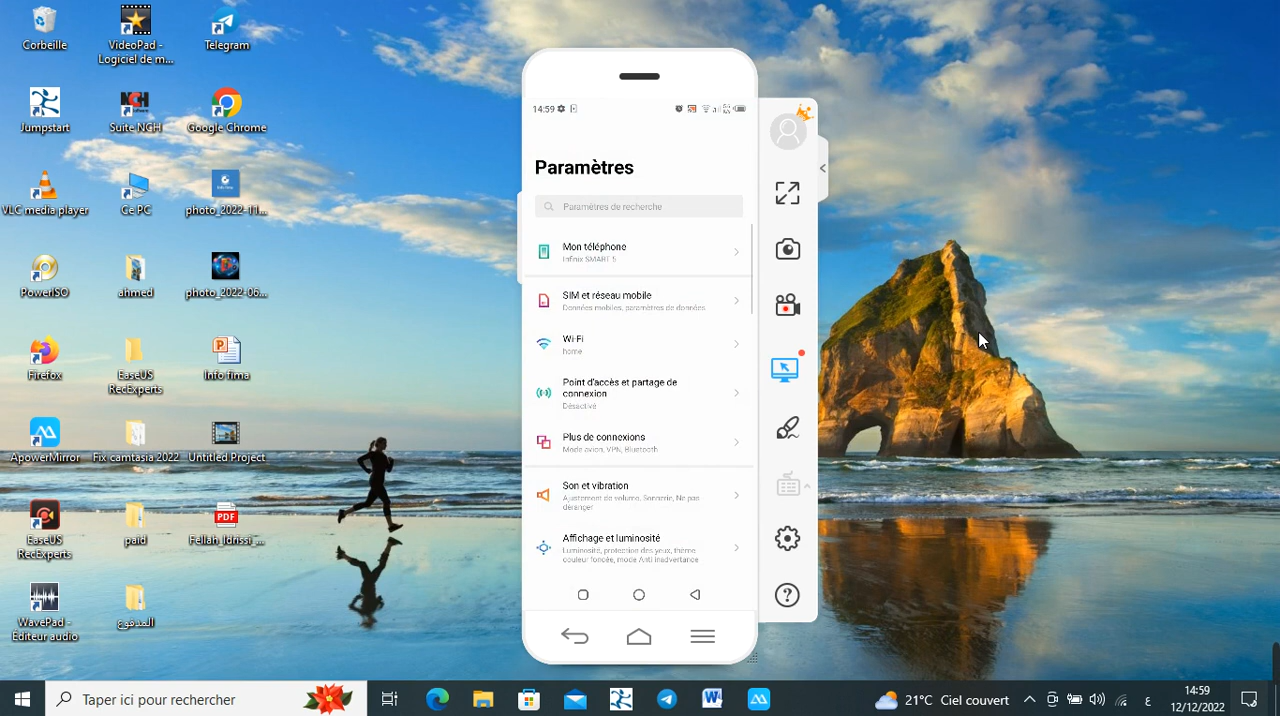 Corbeille
VideoPad -
Logiciel de m...
Telegram
Jumpstart
NCH
Suite NCH
Google Chrome
VLC media player
Ce PC
photo_2022-11...
PowerISO
ahmed
photo_2022-06...
Firefox
EaseUS
RecExperts
Info fima
ApowerMirror
Fix camtasia 2022
Untitled Project
EaseUS
RecExperts
paid
PDF
Fellah_Idrissi_...
WavePad -
Éditeur audio
المدفوع
14:59
Paramètres
Paramètres de recherche
Mon téléphone
Infinix SMART 5
SIM et réseau mobile
Données mobiles, paramètres de données
Wi-Fi
home
Point d'accès et partage de
connexion
Désactivé
Plus de connexions
Mode avion, VPN, Bluetooth
Son et vibration
Ajustement de volume, Sonnerie, Ne pas
déranger
Affichage et luminosité
Luminosité, protection des yeux, thème
couleur foncée, mode Anti inadvertance
Taper ici pour rechercher
21°C Ciel couvert
ع
14:59
12/12/2022